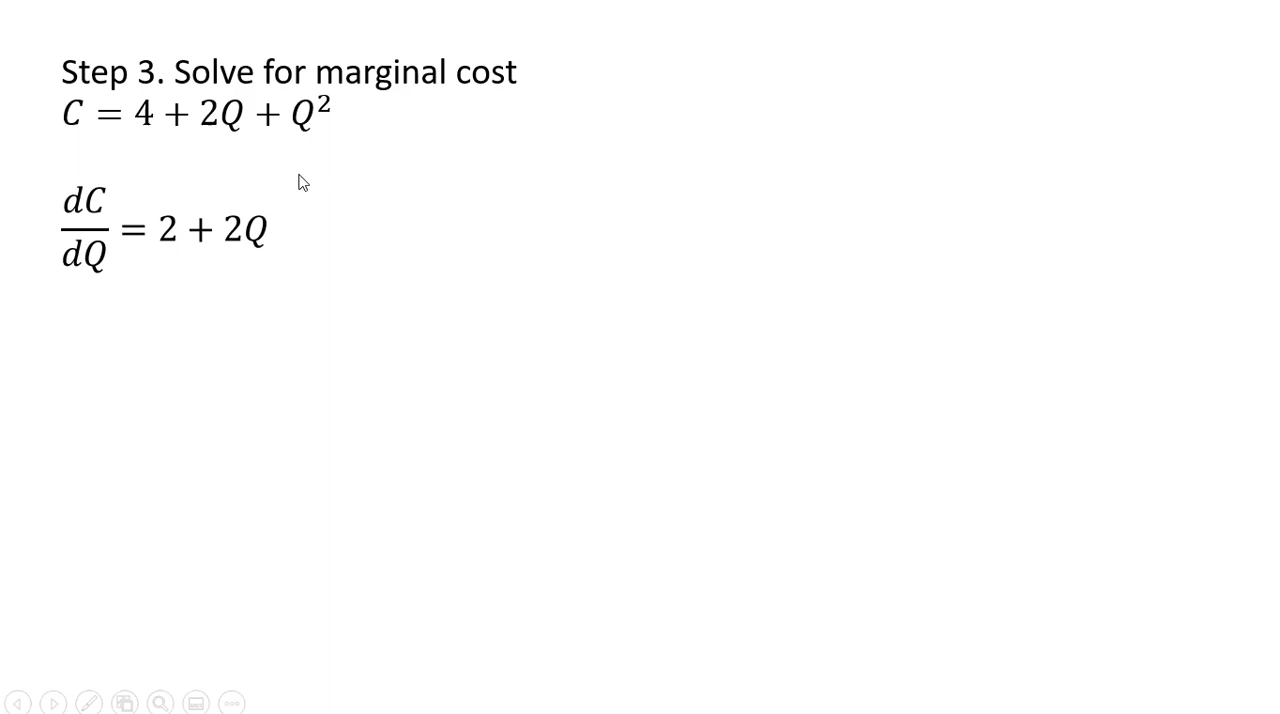 Step 3. Solve for marginal cost
C = 4 + 2Q + Q²
dC/dQ = 2 + 2Q